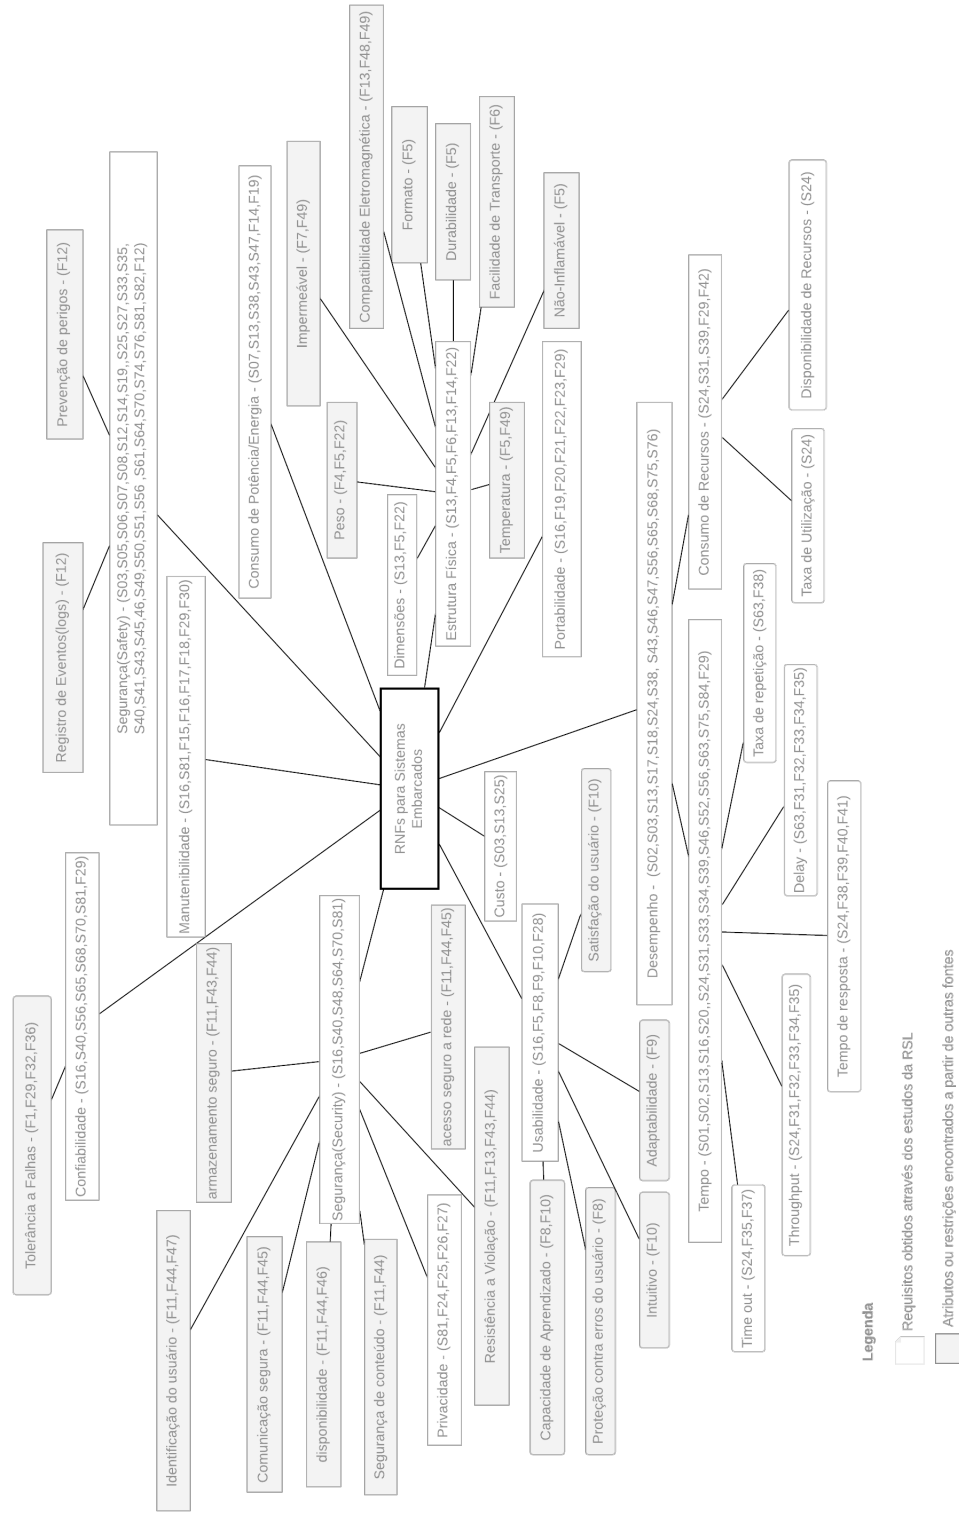 Tolerância a Falhas - (F1,F29,F32,F36)
Confiabilidade - (S16,S40,S56,S65,S68,S70,S81,F29)
Registro de Eventos(logs) - (F12)
Prevenção de perigos - (F12)
Segurança(Safety) - (S03,S05,S06,S07,S08,S12,S14,S19,,S25,S27,S33,S35,
S40,S41,S43,S45,46,S49,S50,S51,S56 ,S61,S64,S70,S74,S76,S81,S82,F12)
Manutenibilidade - (S16,S81,F15,F16,F17,F18,F29,F30)
Consumo de Potência/Energia - (S07,S13,S38,S43,S47,F14,F19)
Impermeável - (F7,F49)
Peso - (F4,F5,F22)
Compatibilidade Eletromagnética - (F13,F48,F49)
Formato - (F5)
Durabilidade - (F5)
Facilidade de Transporte - (F6)
Não-Inflamável - (F5)
Dimensões - (S13,F5,F22)
Estrutura Física - (S13,F4,F5,F6,F13,F14,F22)
Temperatura - (F5,F49)
Portabilidade - (S16,F19,F20,F21,F22,F23,F29)
RNFs para Sistemas
Embarcados
Custo - (S03,S13,S25)
Identificação do usuário - (F11,F44,F47)
armazenamento seguro - (F11,F43,F44)
Comunicação segura - (F11,F44,F45)
disponibilidade - (F11,F44,F46)
Segurança(Security) - (S16,S40,S48,S64,S70,S81)
Segurança de conteúdo - (F11,F44)
acesso seguro a rede - (F11,F44,F45)
Privacidade - (S81,F24,F25,F26,F27)
Resistência a Violação - (F11,F13,F43,F44)
Usabilidade - (S16,F5,F8,F9,F10,F28)
Capacidade de Aprendizado - (F8,F10)
Proteção contra erros do usuário - (F8)
Satisfação do usuário - (F10)
Adaptabilidade - (F9)
Intuitivo - (F10)
Desempenho - (S02,S03,S13,S17,S18,S24,S38, S43,S46,S47,S56,S65,S68,S75,S76)
Tempo - (S01,S02,S13,S16,S20,,S24,S31,S33,S34,S39,S46,S52,S56,S63,S75,S84,F29)
Consumo de Recursos - (S24,S31,S39,F29,F42)
Disponibilidade de Recursos - (S24)
Taxa de Utilização - (S24)
Taxa de repetição - (S63,F38)
Delay - (S63,F31,F32,F33,F34,F35)
Tempo de resposta - (S24,F38,F39,F40,F41)
Throughput - (S24,F31,F32,F33,F34,F35)
Time out - (S24,F35,F37)
Legenda
Requisitos obtidos através dos estudos da RSL
Atributos ou restrições encontrados a partir de outras fontes